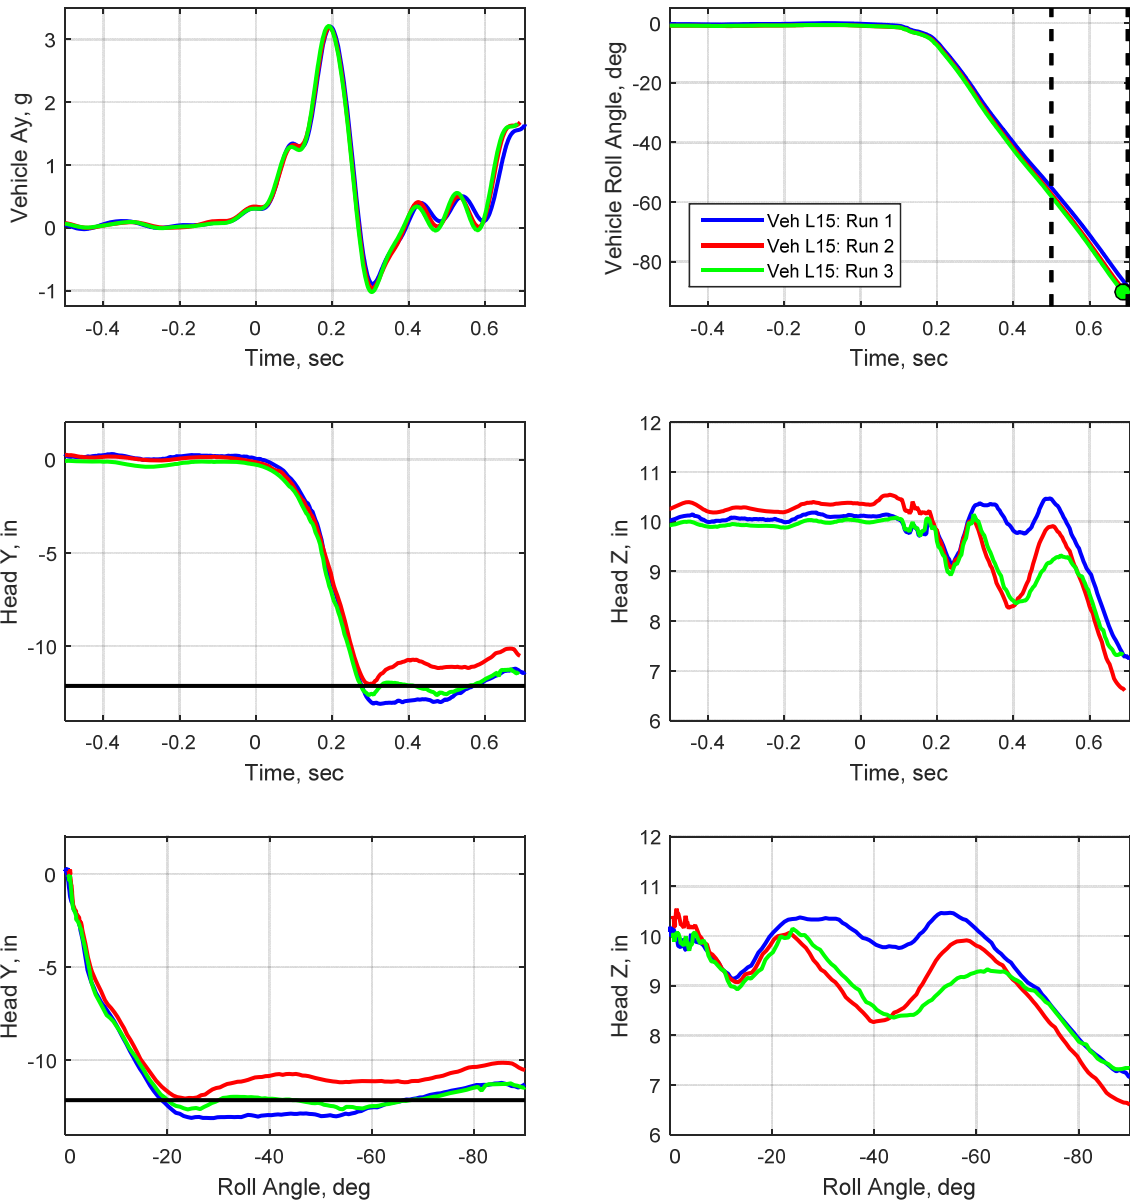 3
2
1
0
-1
Vehicle Ay, g
-0.4 -0.2 0 0.2 0.4 0.6
Time, sec
0
-20
-40
-60
-80
Vehicle Roll Angle, deg
Veh L15: Run 1
Veh L15: Run 2
Veh L15: Run 3
-0.4 -0.2 0 0.2 0.4 0.6
Time, sec
0
-5
-10
Head Y, in
-0.4 -0.2 0 0.2 0.4 0.6
Time, sec
12
11
10
9
8
7
6
Head Z, in
-0.4 -0.2 0 0.2 0.4 0.6
Time, sec
0
-5
-10
Head Y, in
0 -20 -40 -60 -80
Roll Angle, deg
12
11
10
9
8
7
6
Head Z, in
0 -20 -40 -60 -80
Roll Angle, deg